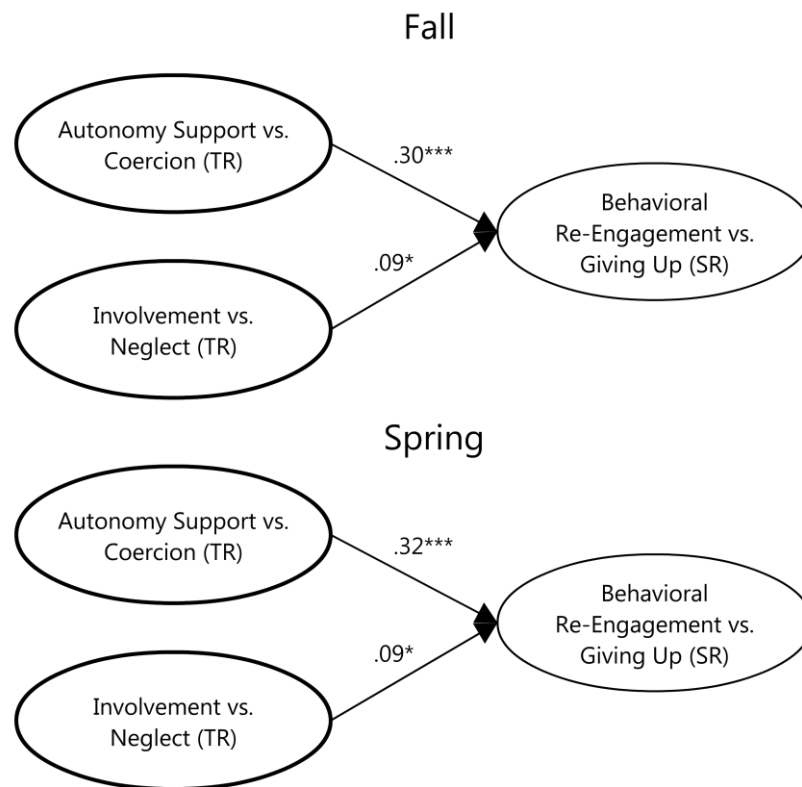 Fall
Autonomy Support vs.
Coercion (TR)
.30***
Behavioral
Re-Engagement vs.
Giving Up (SR)
.09*
Involvement vs.
Neglect (TR)
Spring
Autonomy Support vs.
Coercion (TR)
.32***
Behavioral
Re-Engagement vs.
Giving Up (SR)
.09*
Involvement vs.
Neglect (TR)